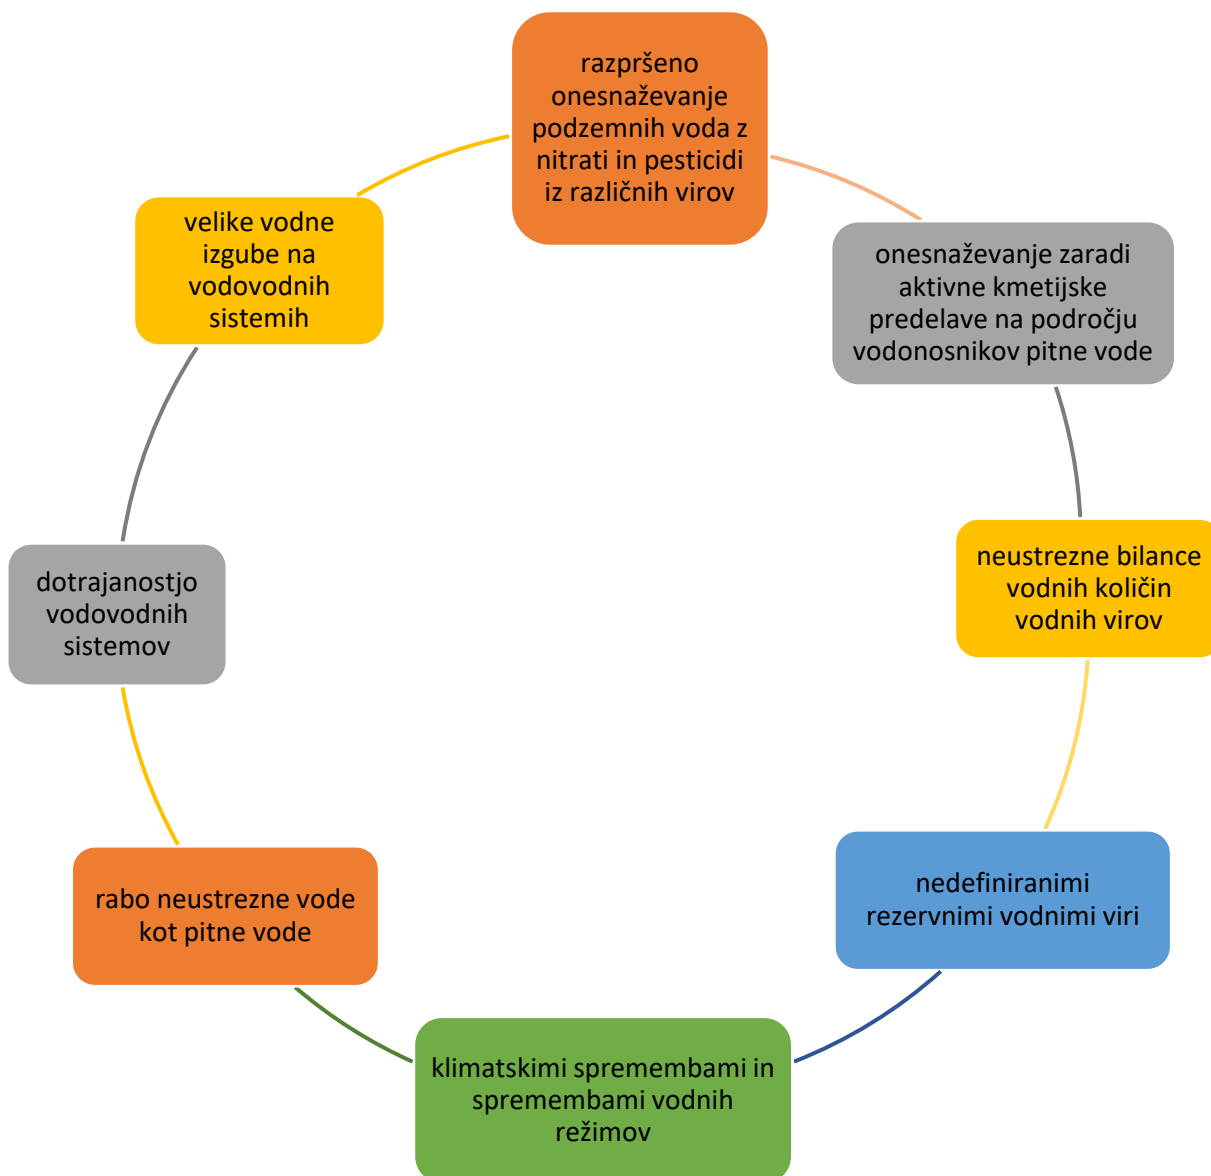 razpršeno
onesnaževanje
podzemnih voda z
nitrati in pesticidi
iz različnih virov
onesnaževanje zaradi
aktivne kmetijske
predelave na področju
vodonosnikov pitne vode
neustrezne bilance
vodnih količin
vodnih virov
nedefiniranimi
rezervnimi vodnimi viri
klimatskimi spremembami in
spremembami vodnih
režimov
rabo neustrezne vode
kot pitne vode
dotrajanostjo
vodovodnih
sistemov
velike vodne
izgube na
vodovodnih
sistemih